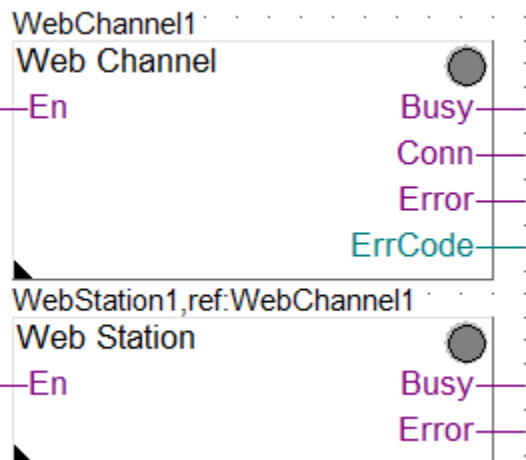 WebChannel1
Web Channel
En Busy
Conn
Error
ErrCode
WebStation1,ref:WebChannel1
Web Station
En Busy
Error